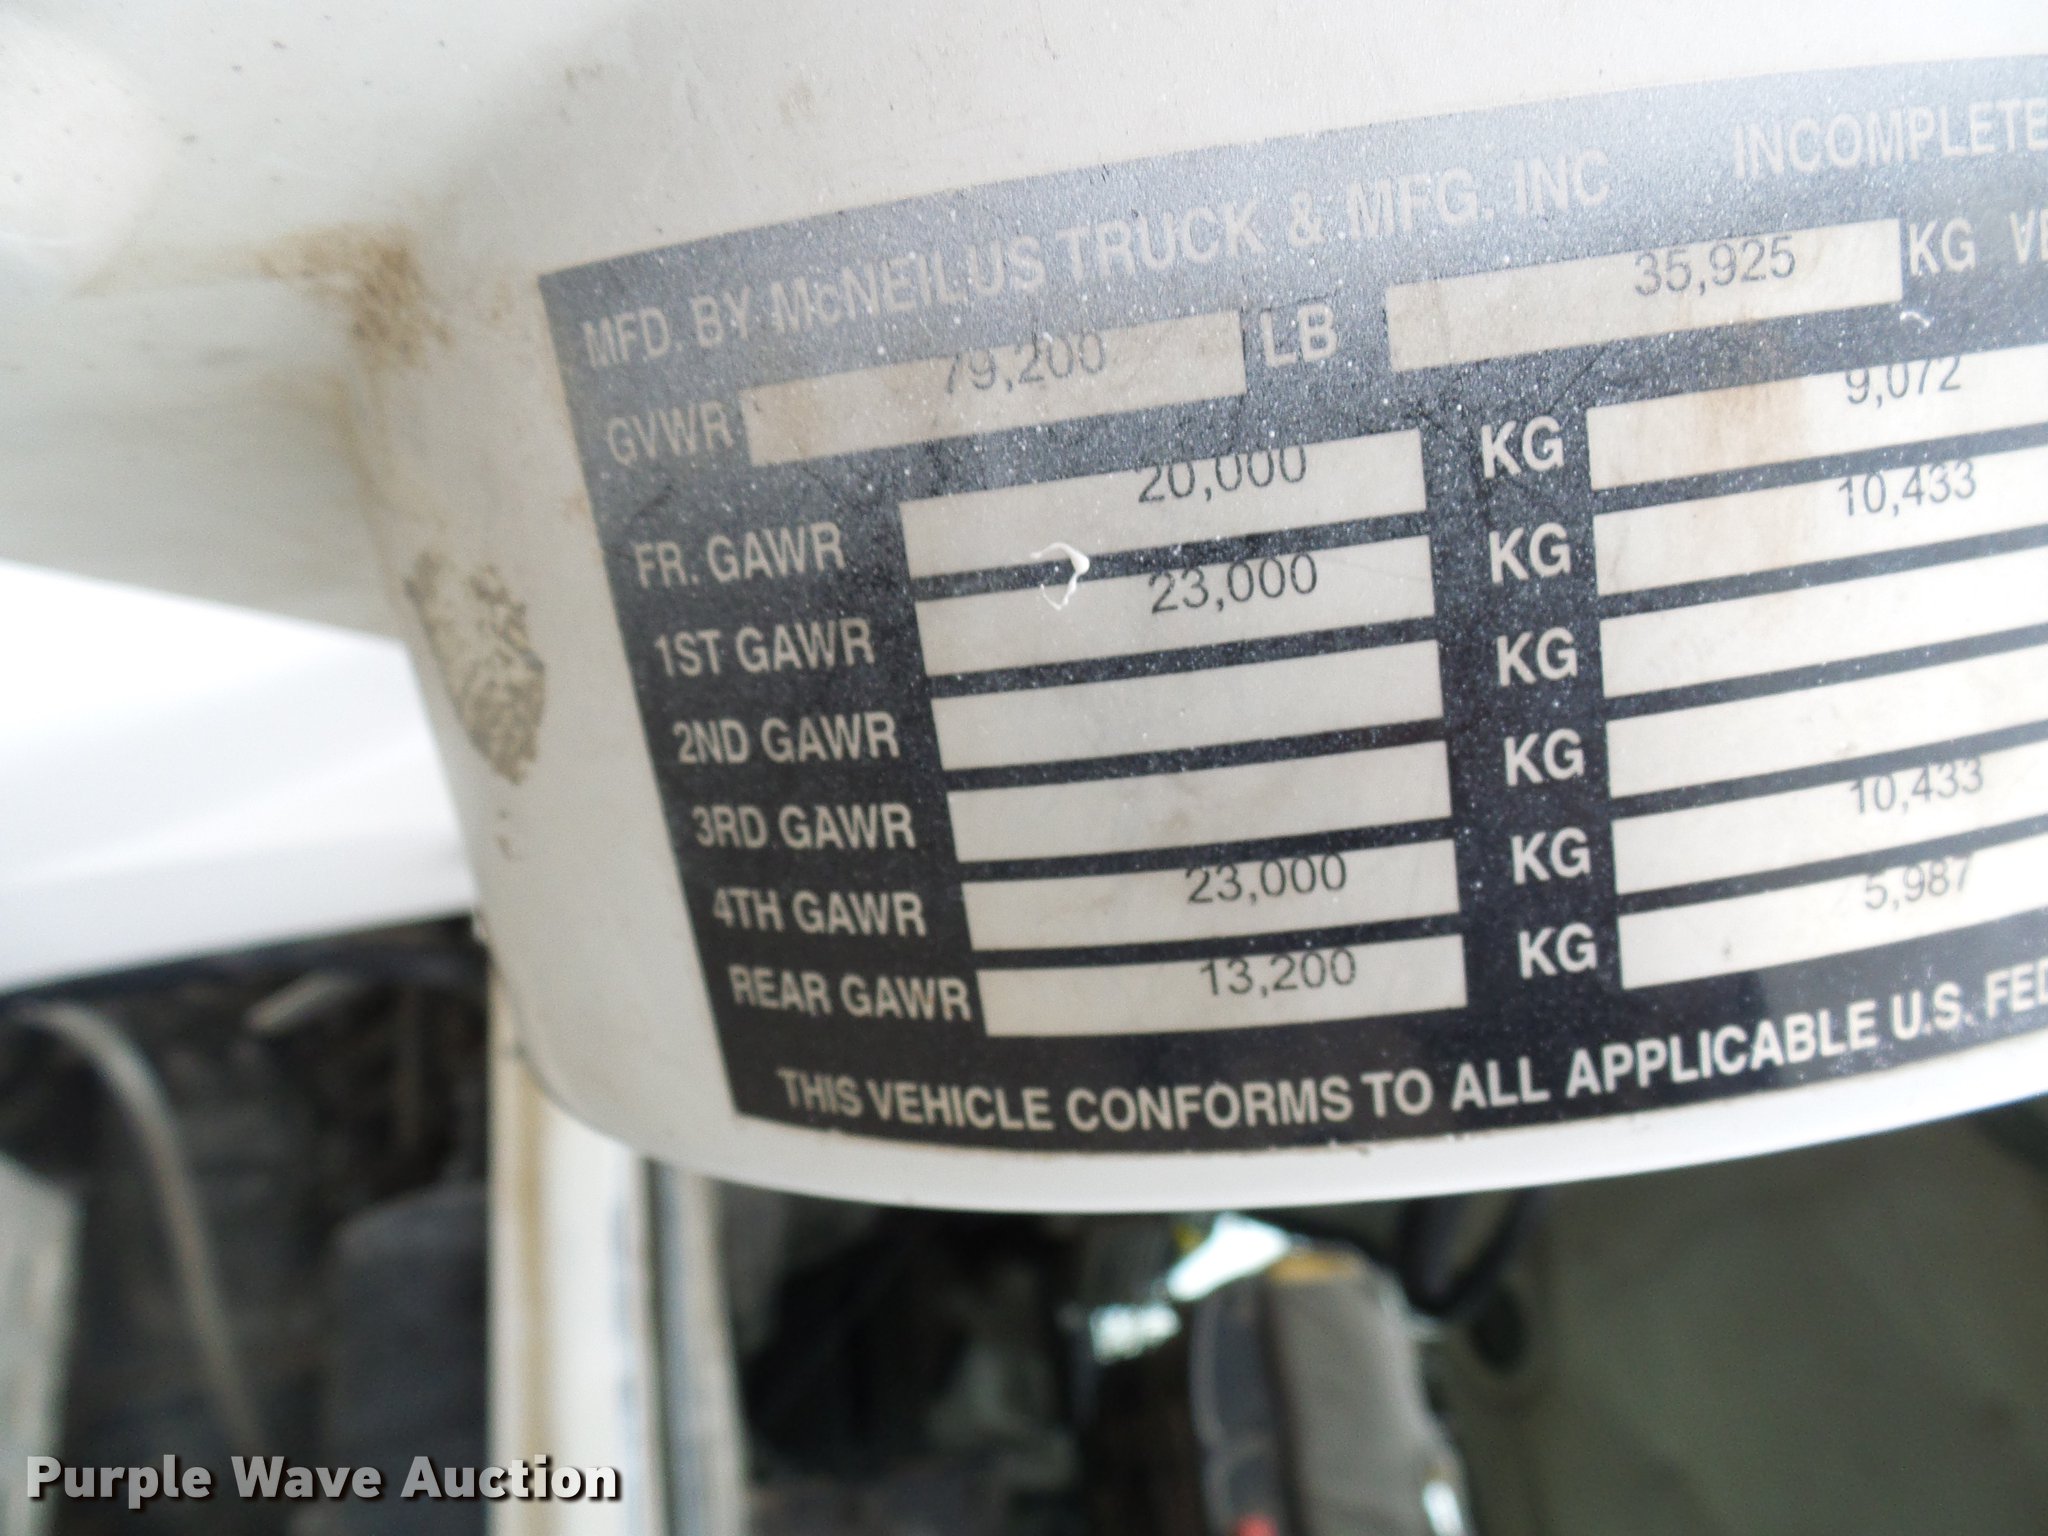 MFD. BY McNEILUS TRUCK & MFG. INC INCOMPLETE
GVWR 79,200 LB 35,925 KG
FR. GAWR 20,000 KG 9,072
1ST GAWR 23,000 KG 10,433
2ND GAWR KG
3RD GAWR KG
4TH GAWR 23,000 KG 10,433
REAR GAWR 13,200 KG 5,987
THIS VEHICLE CONFORMS TO ALL APPLICABLE U.S. FED
Purple Wave Auction